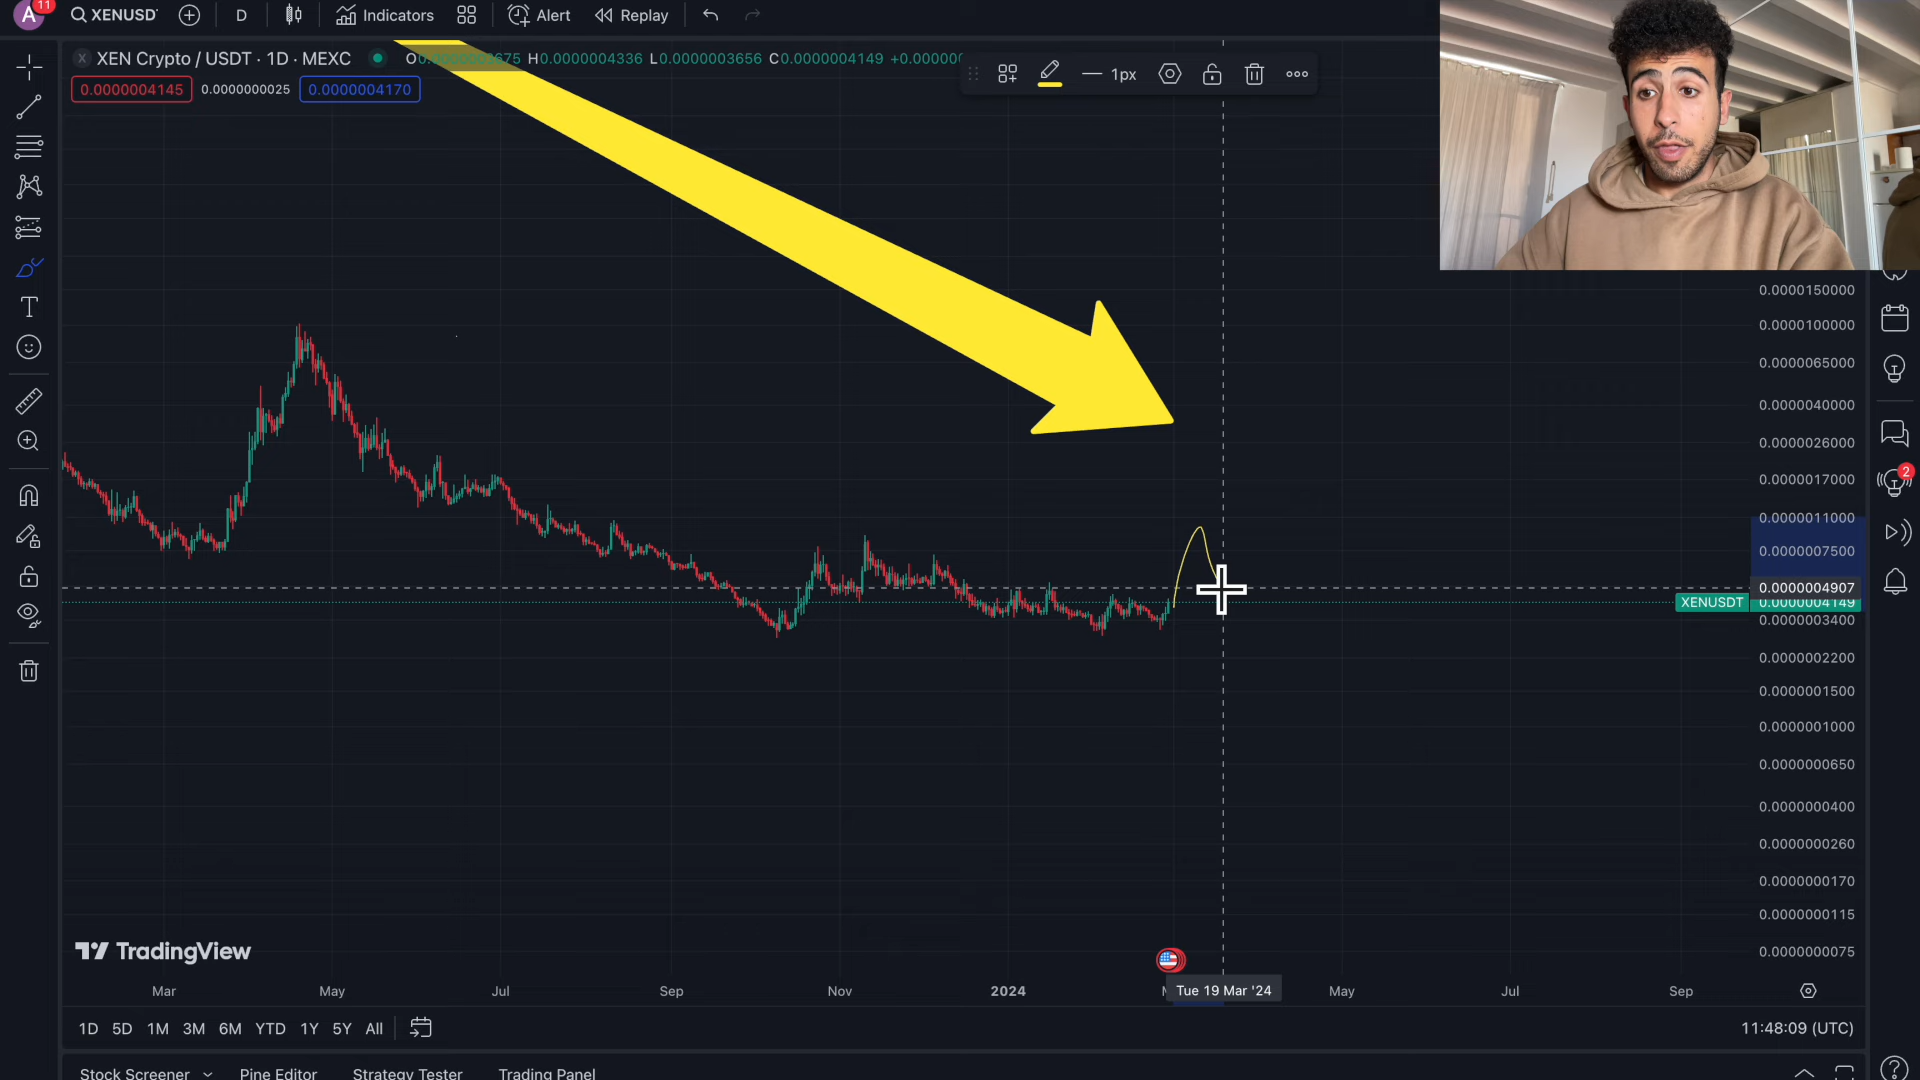 A
11
XENUSD
D
Indicators
Alert
Replay
XEN Crypto / USDT · 1D · MEXC
H0.0000004336 L0.0000003656 C0.0000004149
1px
0.0000004145
0.0000000025
0.0000004170
0.0000150000
0.0000100000
0.0000065000
0.0000040000
0.0000026000
0.0000017000
0.0000011000
0.0000007500
0.0000004907
XENUSDT
0.0000004149
0.0000003400
0.0000002200
0.0000001500
0.0000001000
0.0000000650
0.0000000400
0.0000000260
0.0000000170
0.0000000115
0.0000000075
2
TradingView
Mar
May
Jul
Sep
Nov
2024
Tue 19 Mar '24
May
Jul
Sep
1D 5D 1M 3M 6M YTD 1Y 5Y All
11:48:09 (UTC)
Stock Screener
Pine Editor
Strategy Tester
Trading Panel